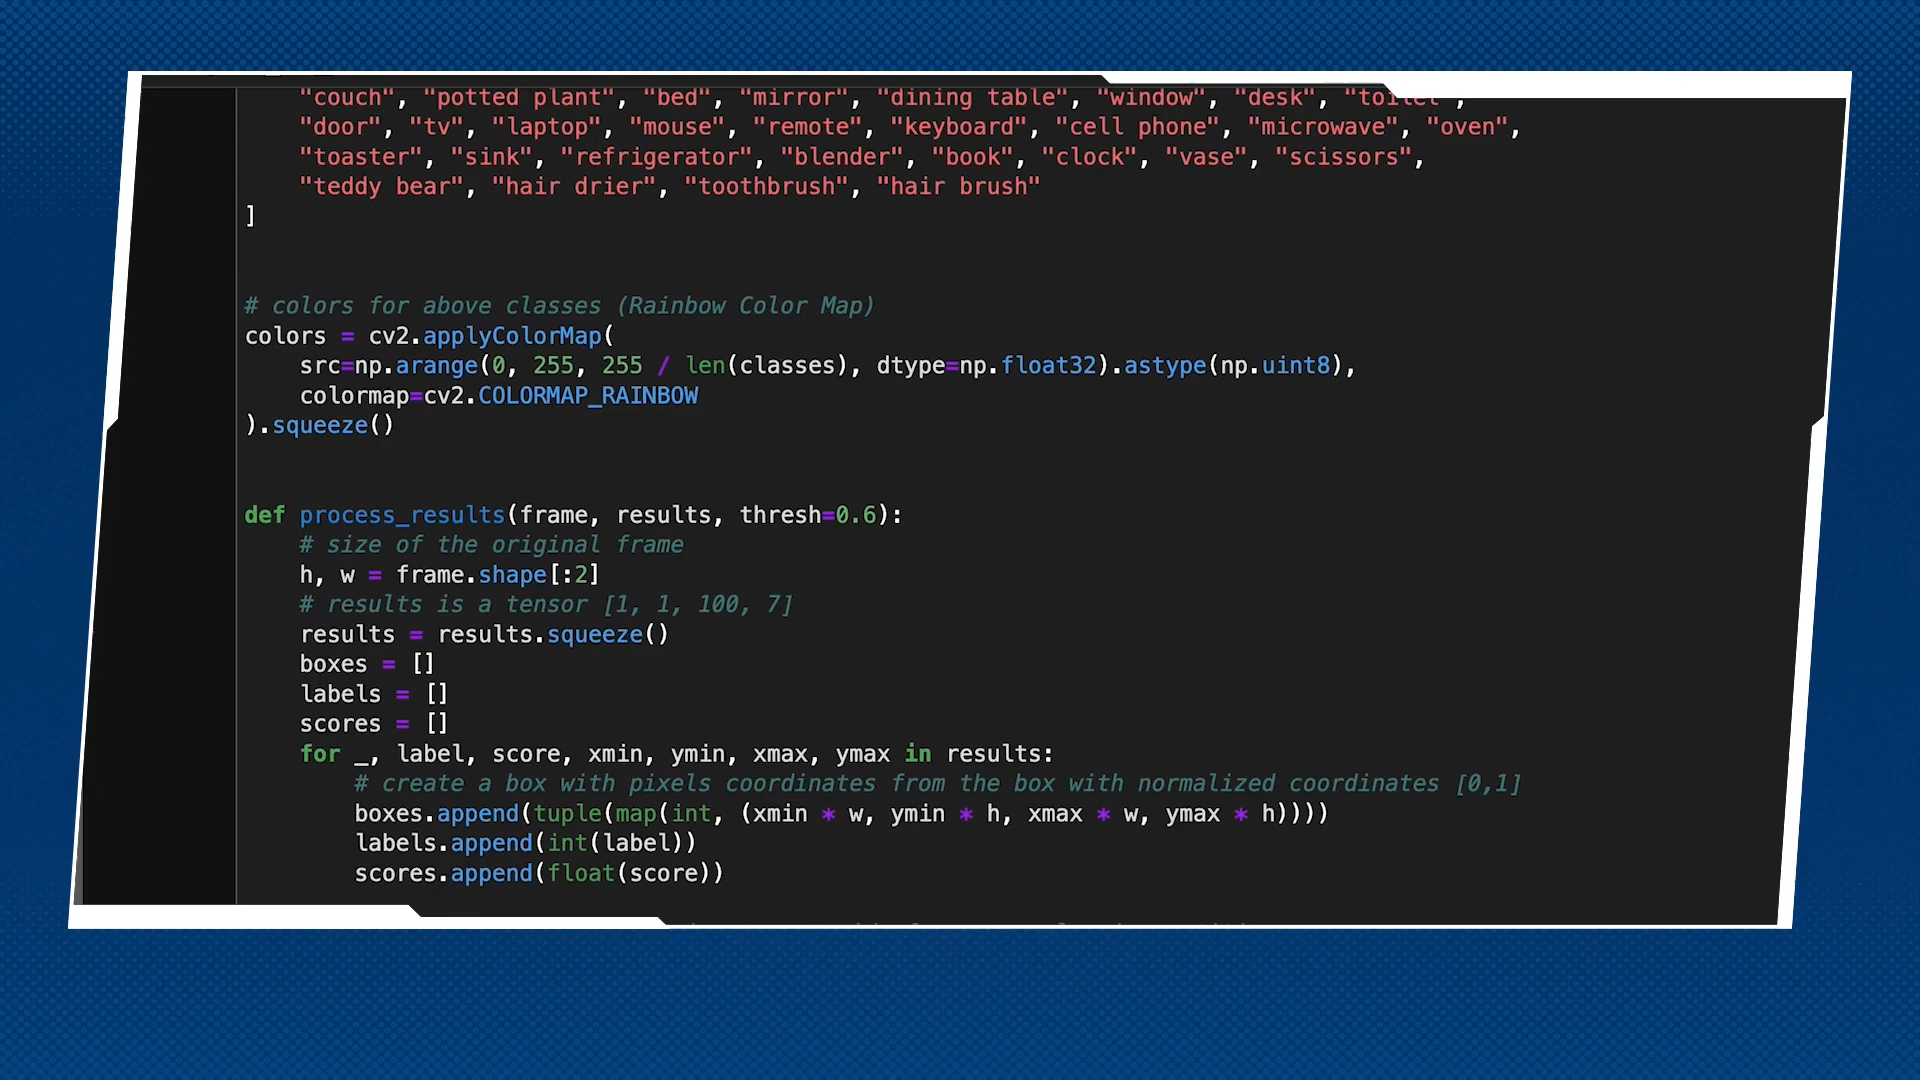 "couch", "potted plant", "bed", "mirror", "dining table", "window", "desk", "toilet",
"door", "tv", "laptop", "mouse", "remote", "keyboard", "cell phone", "microwave", "oven",
"toaster", "sink", "refrigerator", "blender", "book", "clock", "vase", "scissors",
"teddy bear", "hair drier", "toothbrush", "hair brush"
]
# colors for above classes (Rainbow Color Map)
colors = cv2.applyColorMap(
src=np.arange(0, 255, 255 / len(classes), dtype=np.float32).astype(np.uint8),
colormap=cv2.COLORMAP_RAINBOW
).squeeze()
def process_results(frame, results, thresh=0.6):
# size of the original frame
h, w = frame.shape[:2]
# results is a tensor [1, 1, 100, 7]
results = results.squeeze()
boxes = []
labels = []
scores = []
for _, label, score, xmin, ymin, xmax, ymax in results:
# create a box with pixels coordinates from the box with normalized coordinates [0,1]
boxes.append(tuple(map(int, (xmin * w, ymin * h, xmax * w, ymax * h))))
labels.append(int(label))
scores.append(float(score))